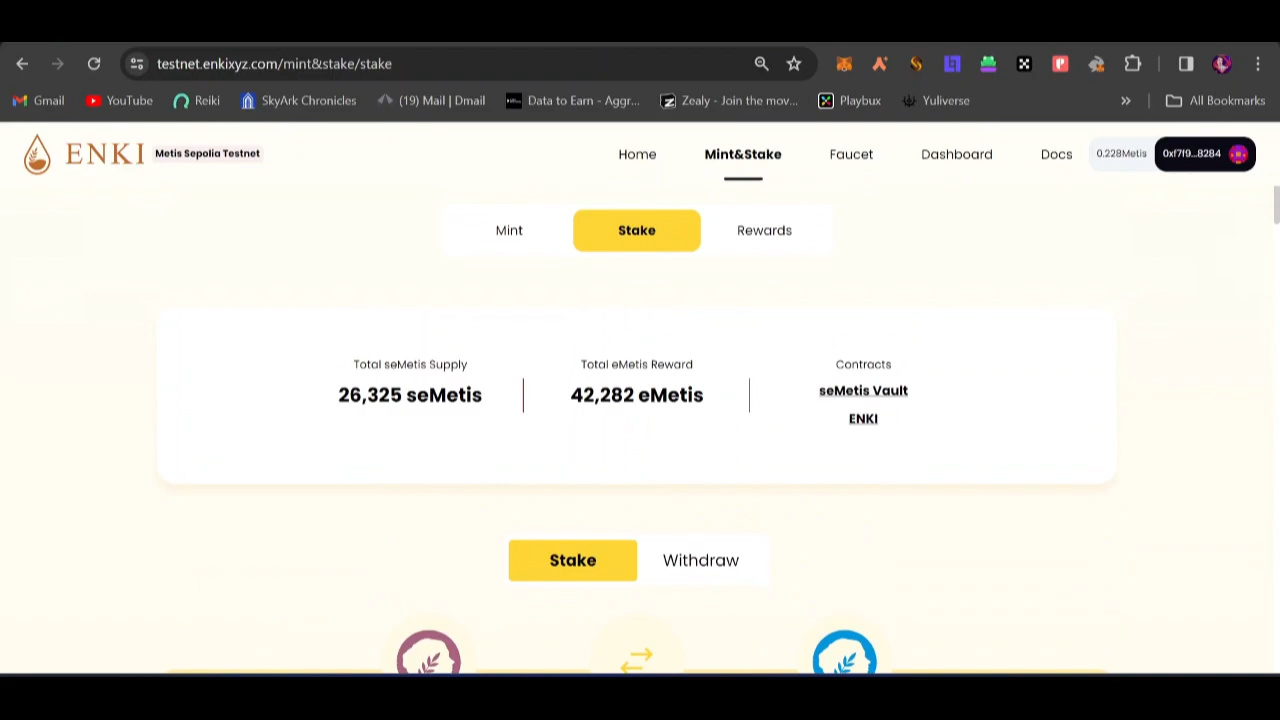 testnet.enkixyz.com/mint&stake/stake
Gmail YouTube Reiki SkyArk Chronicles (19) Mail | Dmail Data to Earn - Aggr... Zealy - Join the mov... Playbux Yuliverse » All Bookmarks
ENKI Metis Sepolia Testnet Home Mint&Stake Faucet Dashboard Docs 0.228Metis 0xf7f9...8284
Mint Stake Rewards
Total seMetis Supply Total eMetis Reward Contracts
26,325 seMetis 42,282 eMetis seMetis Vault
ENKI
Stake Withdraw